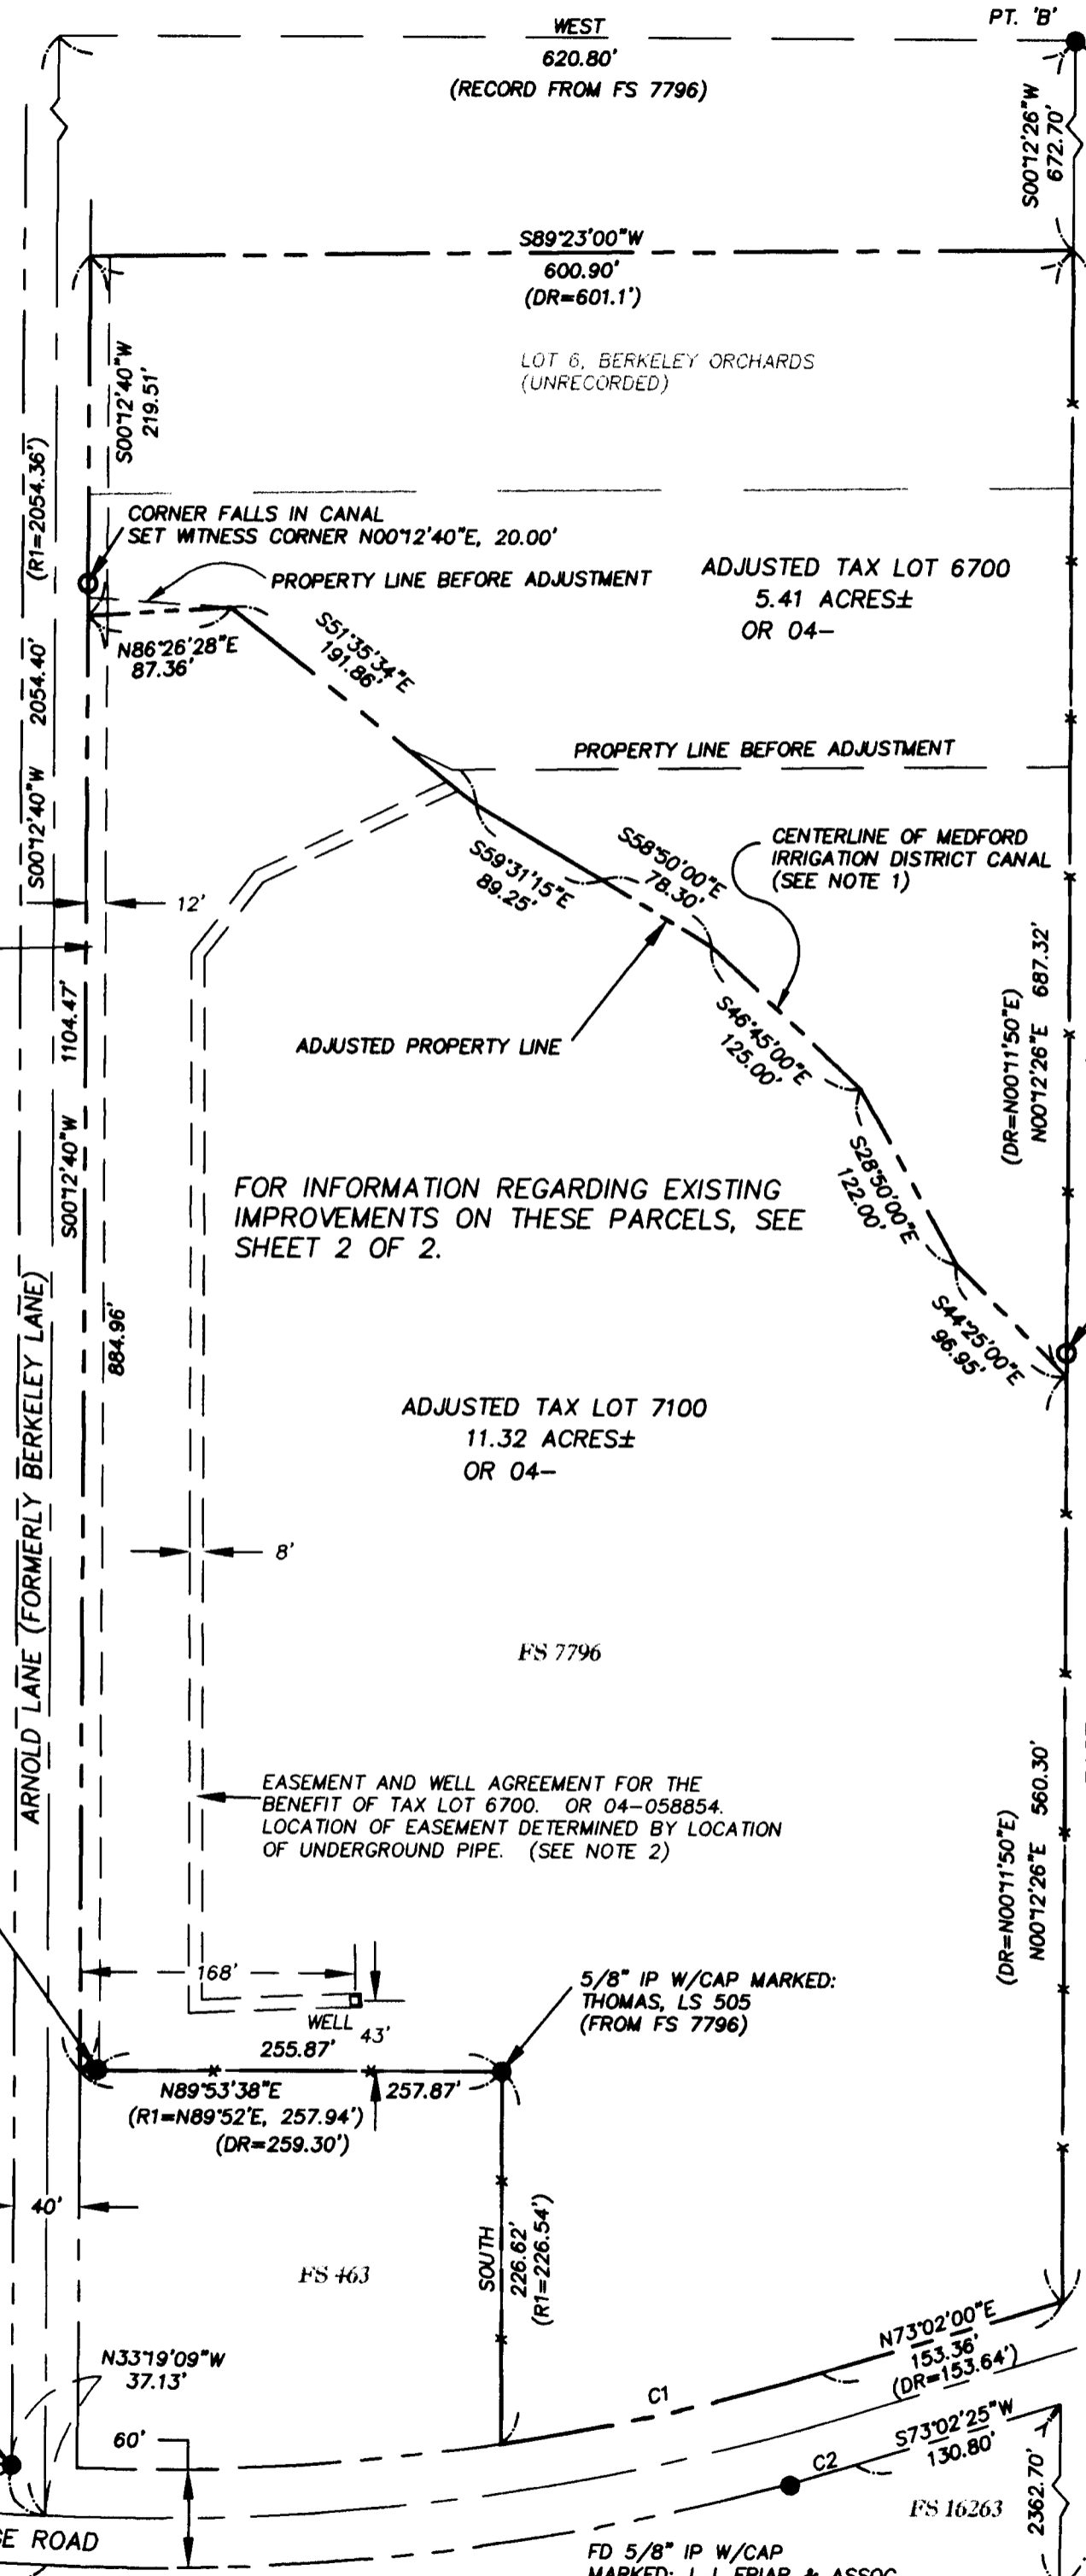 PT. 'B'
WEST
620.80'
(RECORD FROM FS 7796)
S00°12'26"W
672.70'
S89°23'00"W
600.90'
(DR=601.1')
LOT 6, BERKELEY ORCHARDS
(UNRECORDED)
S00°12'40"W
219.51'
(R1=2054.36')
S00°12'40"W 2054.40'
CORNER FALLS IN CANAL
SET WITNESS CORNER N00°12'40"E, 20.00'
PROPERTY LINE BEFORE ADJUSTMENT
ADJUSTED TAX LOT 6700
5.41 ACRES±
OR 04-
N86°26'28"E
87.36'
S51°35'34"E
191.86'
PROPERTY LINE BEFORE ADJUSTMENT
S59°31'15"E
89.25'
S58°50'00"E
78.30'
CENTERLINE OF MEDFORD
IRRIGATION DISTRICT CANAL
(SEE NOTE 1)
12'
S46°45'00"E
125.00'
ADJUSTED PROPERTY LINE
(DR=N00°11'50"E)
N00°12'26"E 687.32'
S00°12'40"W 1104.47'
S28°50'00"E
122.00'
FOR INFORMATION REGARDING EXISTING
IMPROVEMENTS ON THESE PARCELS, SEE
SHEET 2 OF 2.
S44°25'00"E
96.95'
884.96'
ARNOLD LANE (FORMERLY BERKELEY LANE)
ADJUSTED TAX LOT 7100
11.32 ACRES±
OR 04-
8'
FS 7796
EASEMENT AND WELL AGREEMENT FOR THE
BENEFIT OF TAX LOT 6700. OR 04-058854.
LOCATION OF EASEMENT DETERMINED BY LOCATION
OF UNDERGROUND PIPE. (SEE NOTE 2)
(DR=N00°11'50"E)
N00°12'26"E 560.30'
168'
WELL
43'
5/8" IP W/CAP MARKED:
THOMAS, LS 505
(FROM FS 7796)
255.87'
N89°53'38"E
257.87'
(R1=N89°52'E, 257.94')
(DR=259.30')
40'
SOUTH
226.62'
(R1=226.54')
FS 463
N33°19'09"W
37.13'
60'
C1
N73°02'00"E
153.36'
(DR=153.64')
S73°02'25"W
130.80'
C2
FS 16263
2362.70'
GE ROAD
FD 5/8" IP W/CAP
MARKED: L.J. FRIAR & ASSOC.